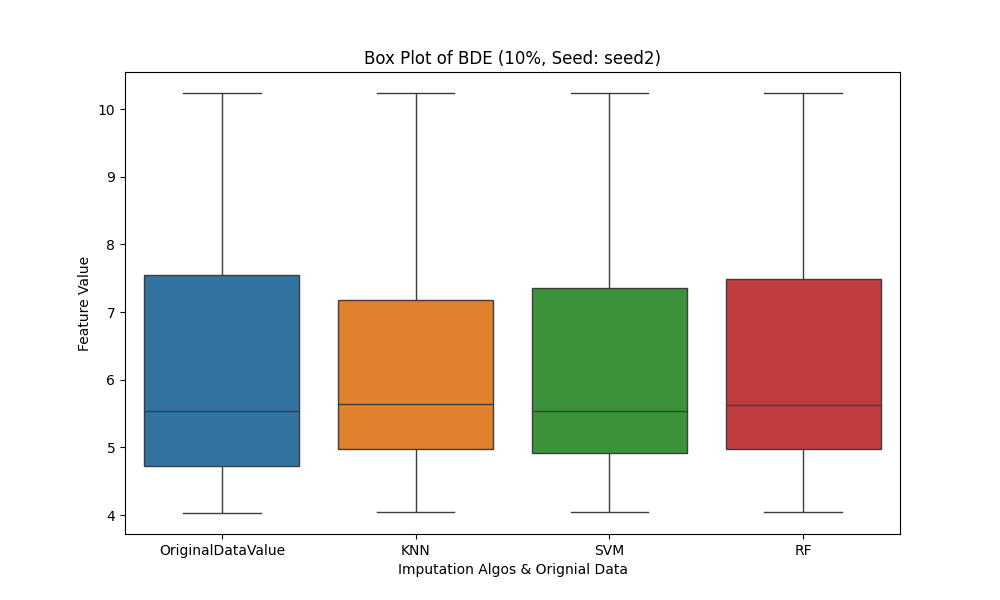 Box Plot of BDE (10%, Seed: seed2)
Feature Value
10
9
8
7
6
5
4
OriginalDataValue
KNN
SVM
RF
Imputation Algos & Orignial Data